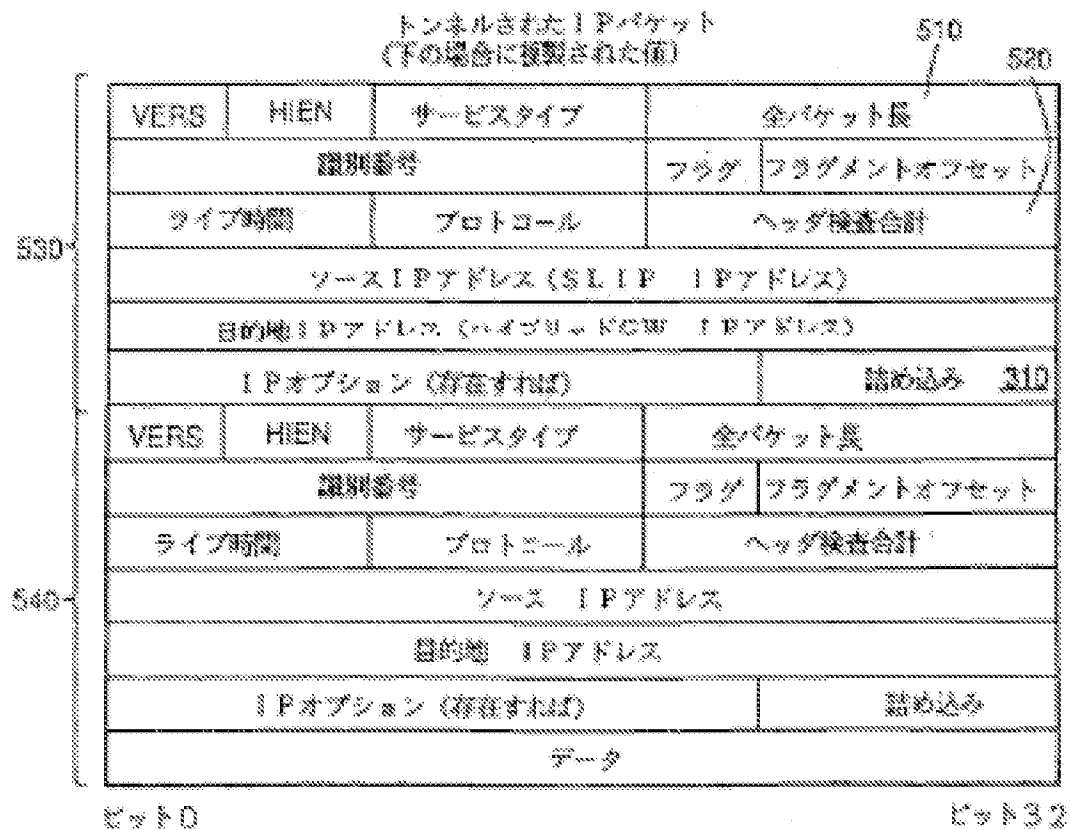 トンネルされたIPパケット
(下の場合に複製された値)
510
520
VERS HIEN サービスタイプ 全パケット長
識別番号 フラグ フラグメントオフセット
ライブ時間 プロトコール ヘッダ検査合計
530
ソースIPアドレス(SLIP IPアドレス)
目的地IPアドレス(ハイブリッドGW IPアドレス)
IPオプション(存在すれば) 詰め込み 310
VERS HIEN サービスタイプ 全パケット長
識別番号 フラグ フラグメントオフセット
ライブ時間 プロトコール ヘッダ検査合計
540
ソース IPアドレス
目的地 IPアドレス
IPオプション(存在すれば) 詰め込み
データ
ビット0 ビット32